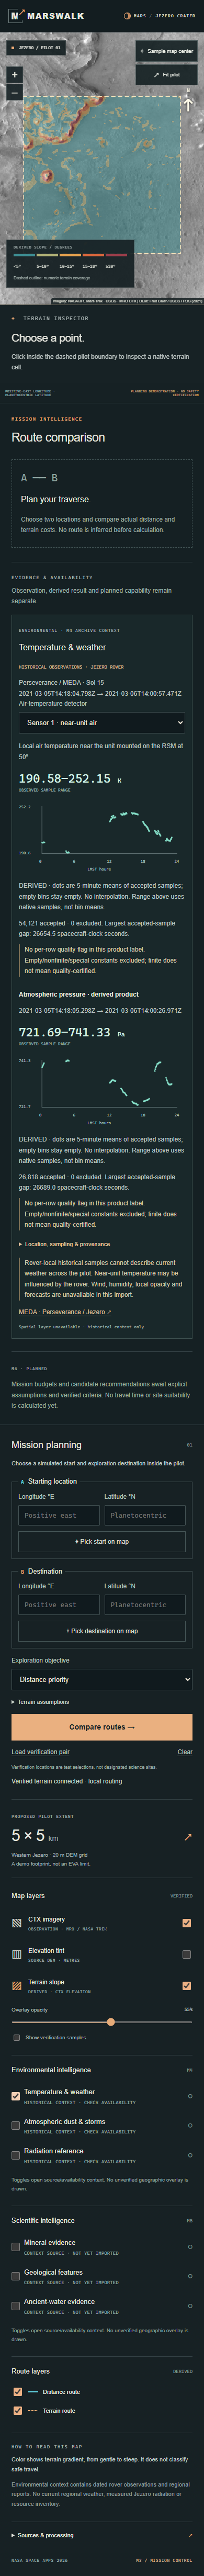 MARSWALK
MARS / JEZERO CRATER
JEZERO / PILOT 01
+ Sample map center
Fit pilot
+
−
N
DERIVED SLOPE / DEGREES
<5° 5–10° 10–15° 15–20° ≥20°
Dashed outline: numeric terrain coverage
TERRAIN INSPECTOR
Choose a point.
Click inside the dashed pilot boundary to inspect a native terrain
cell.
POSITIVE-EAST LONGITUDE
PLANETOCENTRIC LATITUDE
PLANNING DEMONSTRATION · NO SAFETY
CERTIFICATION
MISSION INTELLIGENCE
Route comparison
A — B
Plan your traverse.
Choose two locations and compare actual distance
and terrain costs. No route is inferred before calculation.
EVIDENCE & AVAILABILITY
Observation, derived result and planned capability remain
separate.
ENVIRONMENTAL · M4 ARCHIVE CONTEXT
Temperature & weather
HISTORICAL OBSERVATIONS · JEZERO ROVER
Perseverance / MEDA · Sol 15
2021-03-05T14:18:04.798Z → 2021-03-06T14:00:57.471Z
Air-temperature detector
Sensor 1 · near-unit air
Local air temperature near the unit mounted on the RSM at
50°
190.58–252.15 K
OBSERVED SAMPLE RANGE
252.2
190.6
0 6 12 18 24
LMST hours
DERIVED · dots are 5-minute means of accepted samples;
empty bins stay empty. No interpolation. Range above uses
native samples, not bin means.
54,121 accepted · 0 excluded. Largest accepted-sample
gap: 26654.5 spacecraft-clock seconds.
No per-row quality flag in this product label.
Empty/nonfinite/special constants excluded; finite does
not mean quality-certified.
Atmospheric pressure · derived product
2021-03-05T14:18:05.298Z → 2021-03-06T14:00:26.971Z
721.69–741.33 Pa
OBSERVED SAMPLE RANGE
741.3
721.7
0 6 12 18 24
LMST hours
DERIVED · dots are 5-minute means of accepted samples;
empty bins stay empty. No interpolation. Range above uses
native samples, not bin means.
26,818 accepted · 0 excluded. Largest accepted-sample
gap: 26689.0 spacecraft-clock seconds.
No per-row quality flag in this product label.
Empty/nonfinite/special constants excluded; finite does
not mean quality-certified.
Location, sampling & provenance
Rover-local historical samples cannot describe current
weather across the pilot. Near-unit temperature may be
influenced by the rover. Wind, humidity, local opacity and
forecasts are unavailable in this import.
MEDA · Perseverance / Jezero ↗
Spatial layer unavailable · historical context only
M6 · PLANNED
Mission budgets and candidate recommendations await explicit
assumptions and verified criteria. No travel time or site suitability
is calculated yet.
Mission planning 01
Choose a simulated start and exploration destination inside the pilot.
A Starting location
Longitude °E Latitude °N
Positive east Planetocentric
+ Pick start on map
B Destination
Longitude °E Latitude °N
Positive east Planetocentric
+ Pick destination on map
Exploration objective
Distance priority
Terrain assumptions
Compare routes →
Load verification pair Clear
Verification locations are test selections, not designated science sites.
Verified terrain connected · local routing
PROPOSED PILOT EXTENT
5 × 5 km ↗
Western Jezero · 20 m DEM grid
A demo footprint, not an EVA limit.
Map layers VERIFIED
CTX imagery
OBSERVATION · MRO / NASA TREK
Elevation tint
SOURCE DEM · METRES
Terrain slope
DERIVED · CTX ELEVATION
Overlay opacity 55%
Show verification samples
Environmental intelligence M4
Temperature & weather
HISTORICAL CONTEXT · CHECK AVAILABILITY
Atmospheric dust & storms
HISTORICAL CONTEXT · CHECK AVAILABILITY
Radiation reference
HISTORICAL CONTEXT · CHECK AVAILABILITY
Toggles open source/availability context. No unverified geographic overlay is
drawn.
Scientific intelligence M5
Mineral evidence
CONTEXT SOURCE · NOT YET IMPORTED
Geological features
CONTEXT SOURCE · NOT YET IMPORTED
Ancient-water evidence
CONTEXT SOURCE · NOT YET IMPORTED
Toggles open source/availability context. No unverified geographic overlay is
drawn.
Route layers DERIVED
Distance route
Terrain route
HOW TO READ THIS MAP
Color shows terrain gradient, from gentle to steep. It does not classify
safe travel.
Environmental context contains dated rover observations and regional
reports. No current regional weather, measured Jezero radiation or
resource inventory.
Sources & processing ↗
NASA SPACE APPS 2026 M3 / MISSION CONTROL